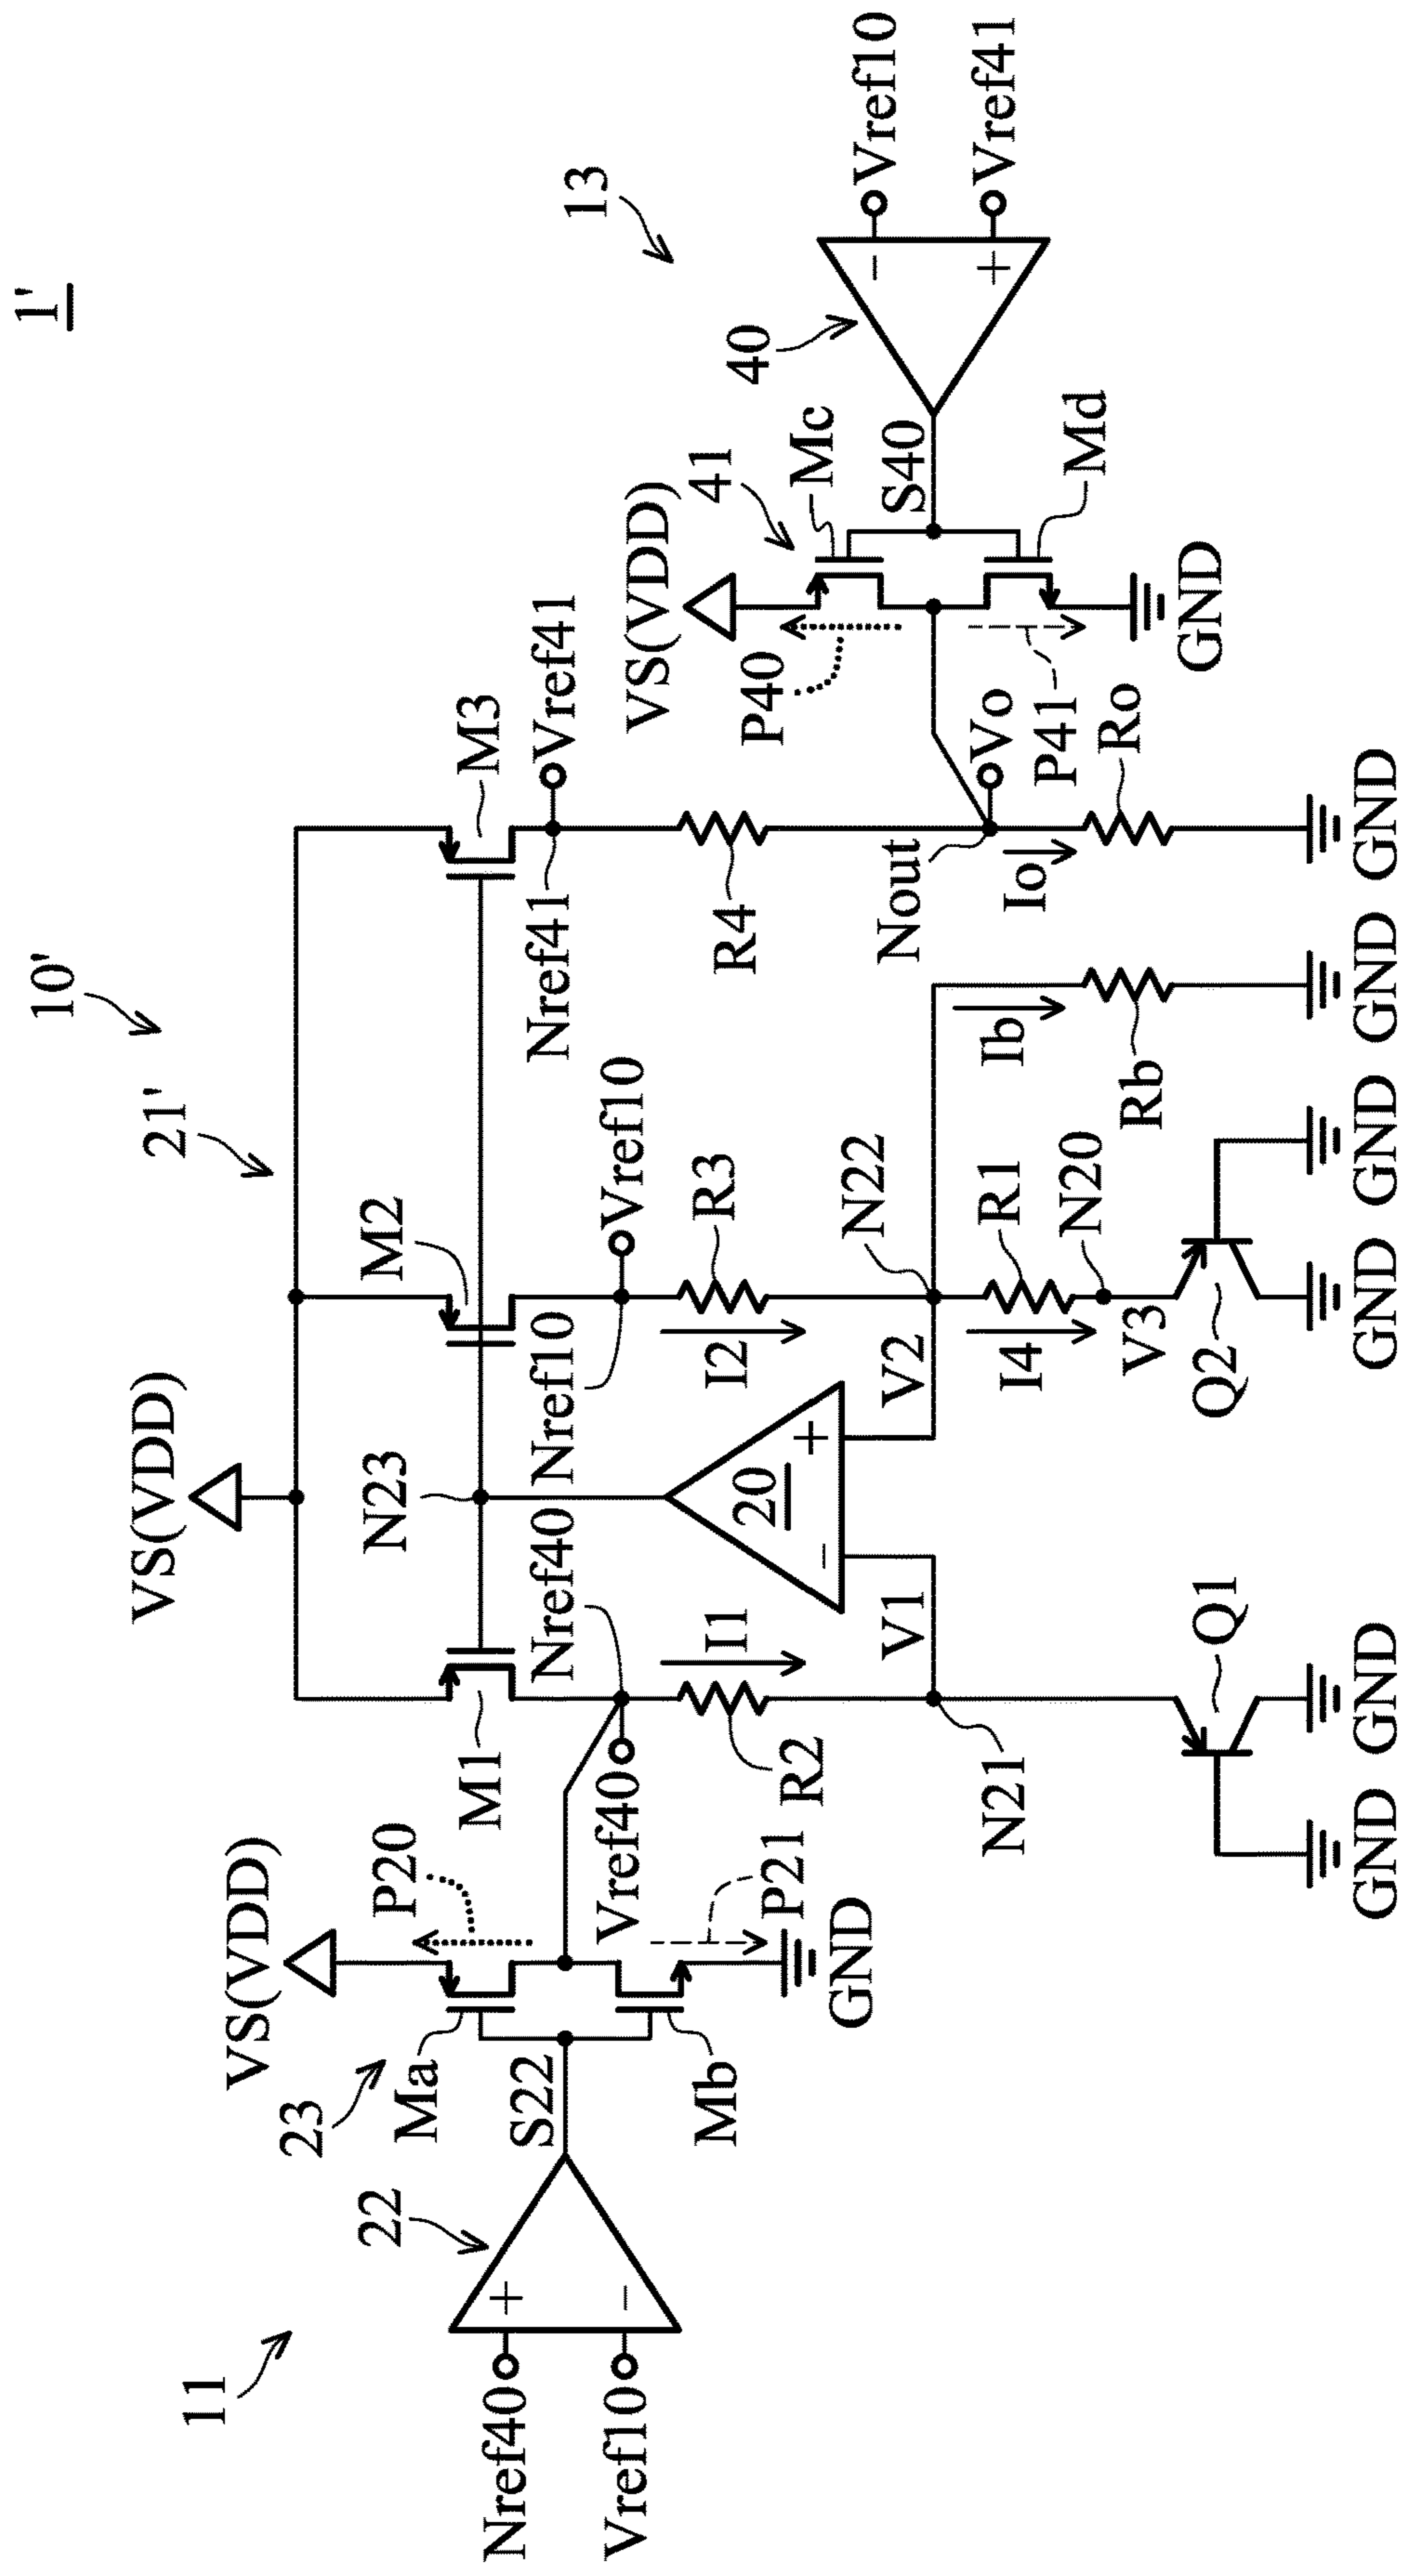 1'
10'
21'
11
13
VS(VDD)
VS(VDD)
VS(VDD)
23
22
Ma
Mb
P20
P21
S22
GND
+
-
Nref40
Vref10
M1
M2
M3
N23
Nref40
Vref40
Nref10
Vref10
Nref41
Vref41
R2
I1
R3
I2
R4
20
-
+
V1
V2
N21
N22
Q1
R1
I4
N20
V3
Q2
Ib
Rb
Nout
Vo
Io
Ro
41
40
Mc
Md
P40
P41
S40
GND
-
+
Vref10
Vref41
GND
GND
GND
GND
GND
GND